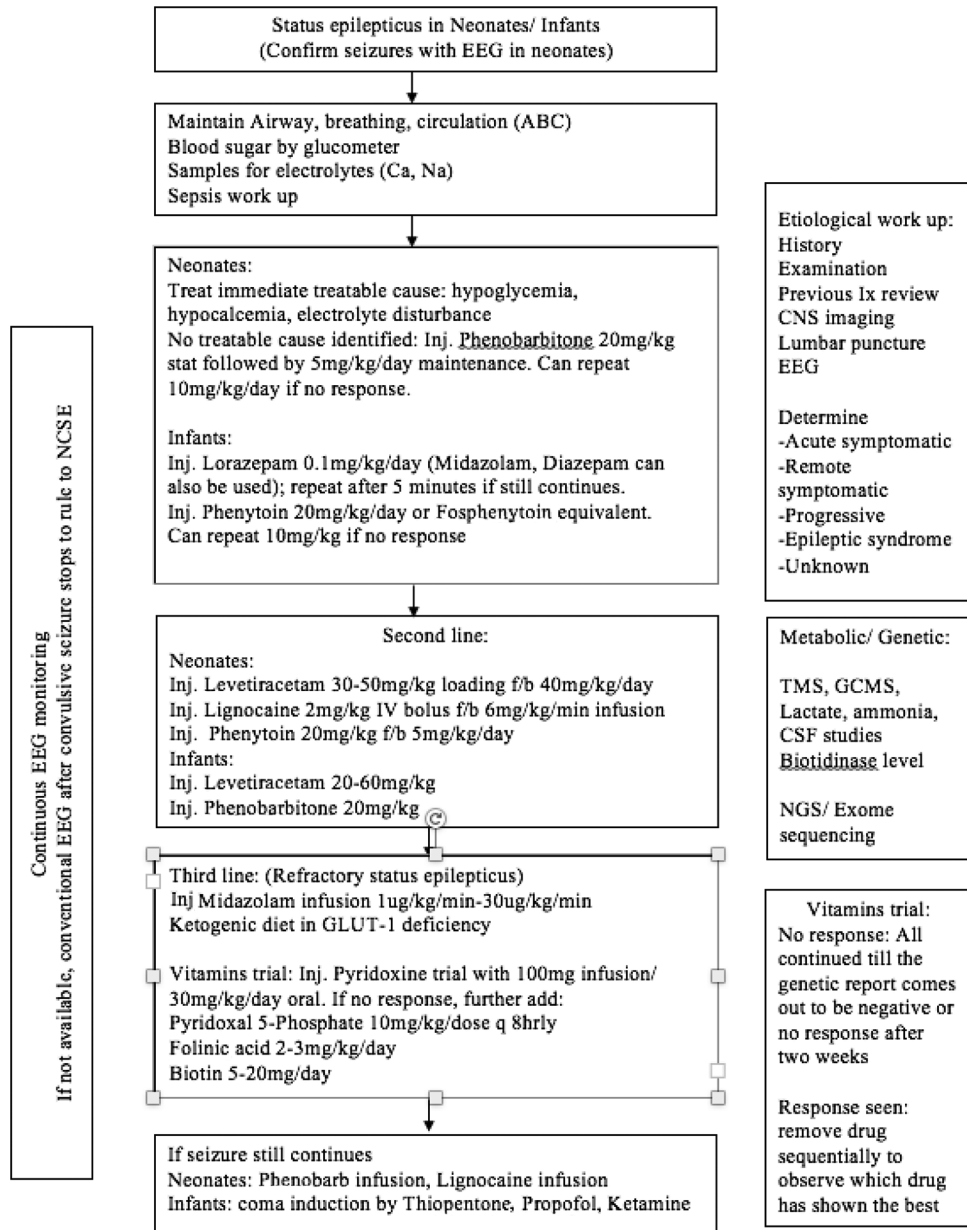 Status epilepticus in Neonates/ Infants
(Confirm seizures with EEG in neonates)
Maintain Airway, breathing, circulation (ABC)
Blood sugar by glucometer
Samples for electrolytes (Ca, Na)
Sepsis work up
Neonates:
Treat immediate treatable cause: hypoglycemia,
hypocalcemia, electrolyte disturbance
No treatable cause identified: Inj. Phenobarbitone 20mg/kg
stat followed by 5mg/kg/day maintenance. Can repeat
10mg/kg/day if no response.
Infants:
Inj. Lorazepam 0.1mg/kg/day (Midazolam, Diazepam can
also be used); repeat after 5 minutes if still continues.
Inj. Phenytoin 20mg/kg/day or Fosphenytoin equivalent.
Can repeat 10mg/kg if no response
Second line:
Neonates:
Inj. Levetiracetam 30-50mg/kg loading f/b 40mg/kg/day
Inj. Lignocaine 2mg/kg IV bolus f/b 6mg/kg/min infusion
Inj. Phenytoin 20mg/kg f/b 5mg/kg/day
Infants:
Inj. Levetiracetam 20-60mg/kg
Inj. Phenobarbitone 20mg/kg
Third line: (Refractory status epilepticus)
Inj Midazolam infusion 1ug/kg/min-30ug/kg/min
Ketogenic diet in GLUT-1 deficiency
Vitamins trial: Inj. Pyridoxine trial with 100mg infusion/
30mg/kg/day oral. If no response, further add:
Pyridoxal 5-Phosphate 10mg/kg/dose q 8hrly
Folinic acid 2-3mg/kg/day
Biotin 5-20mg/day
If seizure still continues
Neonates: Phenobarb infusion, Lignocaine infusion
Infants: coma induction by Thiopentone, Propofol, Ketamine
Continuous EEG monitoring
If not available, conventional EEG after convulsive seizure stops to rule to NCSE
Etiological work up:
History
Examination
Previous Ix review
CNS imaging
Lumbar puncture
EEG
Determine
-Acute symptomatic
-Remote
symptomatic
-Progressive
-Epileptic syndrome
-Unknown
Metabolic/ Genetic:
TMS, GCMS,
Lactate, ammonia,
CSF studies
Biotidinase level
NGS/ Exome
sequencing
Vitamins trial:
No response: All
continued till the
genetic report comes
out to be negative or
no response after
two weeks
Response seen:
remove drug
sequentially to
observe which drug
has shown the best